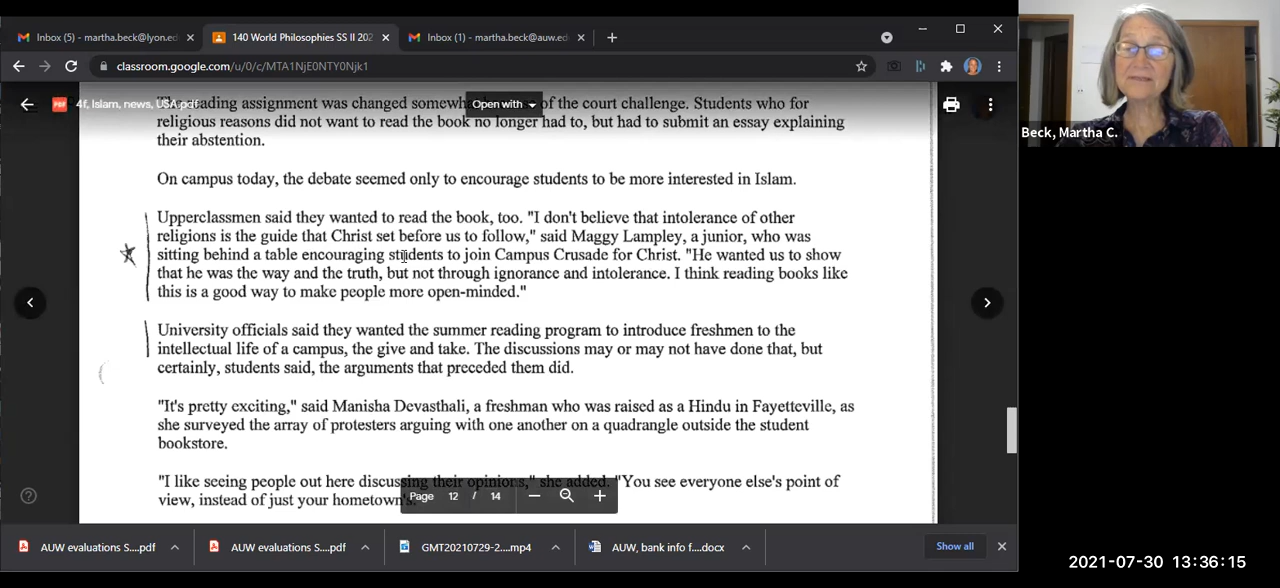 Inbox (5) - martha.beck@lyon.ed
140 World Philosophies SS II 202
Inbox (1) - martha.beck@auw.ed
classroom.google.com/u/0/c/MTA1NjE0NTY0Njk1
4f, Islam, news, USA.pdf
Open with
reading assignment was changed of the court challenge. Students who for
religious reasons did not want to read the book no longer had to, but had to submit an essay explaining
their abstention.
On campus today, the debate seemed only to encourage students to be more interested in Islam.
Upperclassmen said they wanted to read the book, too. "I don't believe that intolerance of other
religions is the guide that Christ set before us to follow," said Maggy Lampley, a junior, who was
sitting behind a table encouraging students to join Campus Crusade for Christ. "He wanted us to show
that he was the way and the truth, but not through ignorance and intolerance. I think reading books like
this is a good way to make people more open-minded."
University officials said they wanted the summer reading program to introduce freshmen to the
intellectual life of a campus, the give and take. The discussions may or may not have done that, but
certainly, students said, the arguments that preceded them did.
"It's pretty exciting," said Manisha Devasthali, a freshman who was raised as a Hindu in Fayetteville, as
she surveyed the array of protesters arguing with one another on a quadrangle outside the student
bookstore.
"I like seeing people out here discussing their opinions," she added. "You see everyone else's point of
view, instead of just your hometown's
Page 12 / 14
AUW evaluations S....pdf
AUW evaluations S....pdf
GMT20210729-2....mp4
AUW, bank info f....docx
Show all
Beck, Martha C.
2021-07-30 13:36:15